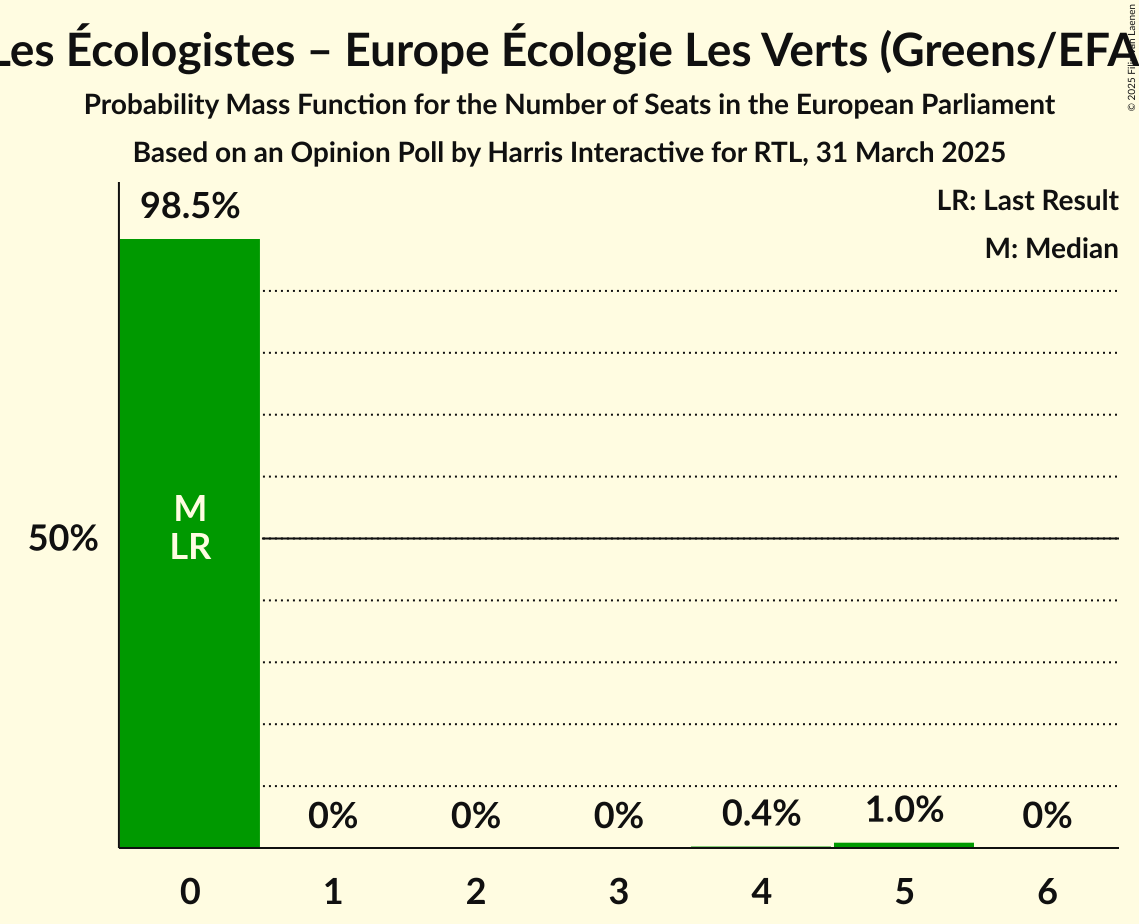 Les Écologistes – Europe Écologie Les Verts (Greens/EFA
Probability Mass Function for the Number of Seats in the European Parliament
Based on an Opinion Poll by Harris Interactive for RTL, 31 March 2025
LR: Last Result
M: Median
98.5%
M
LR
50%
0%
0%
0%
0.4%
1.0%
0%
0
1
2
3
4
5
6
© 2025 Laenen